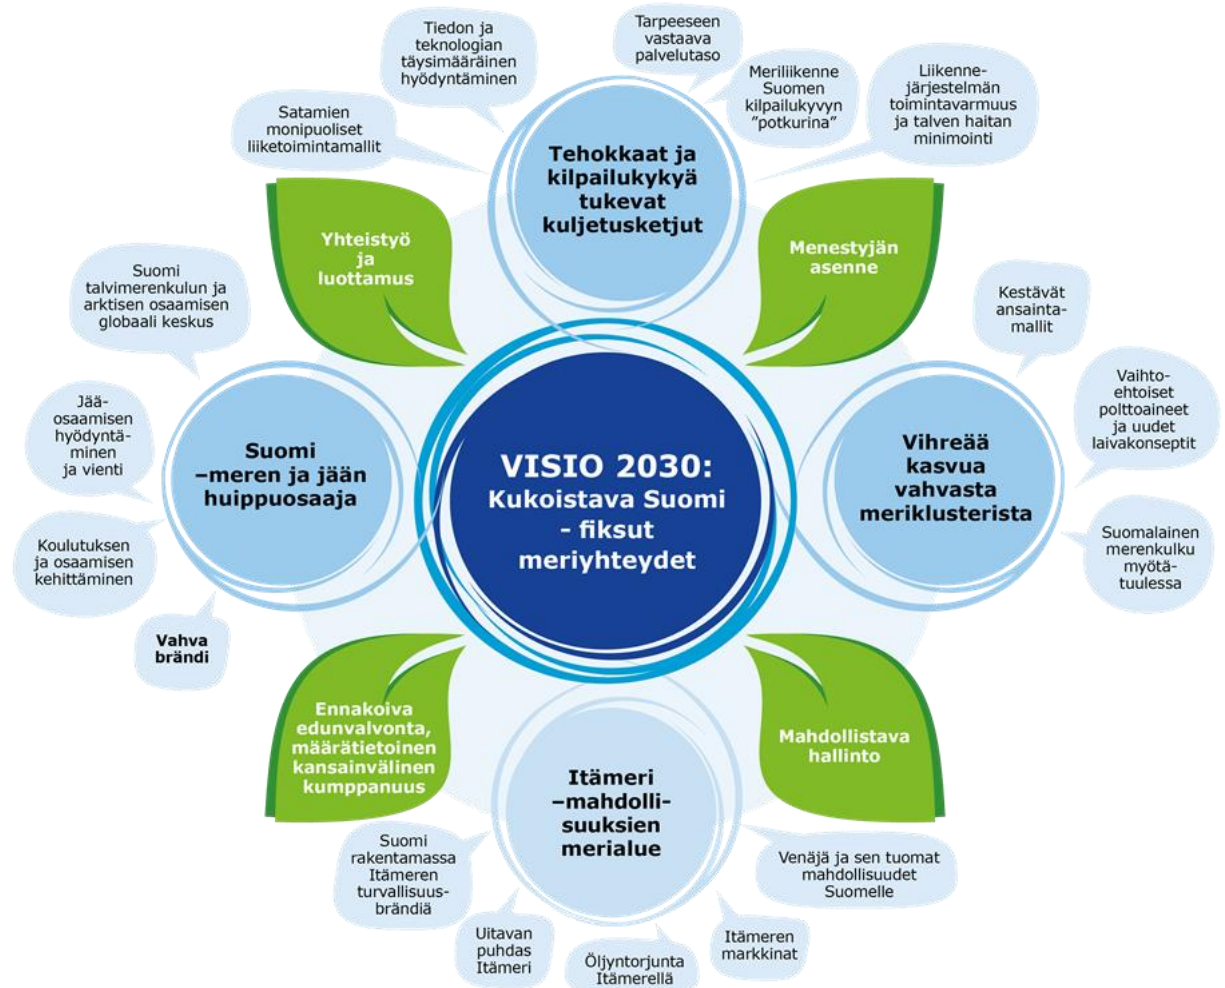 Tiedon ja
teknologian
täysimääräinen
hyödyntäminen
Tarpeeseen
vastaava
palvelutaso
Meriliikenne
Suomen
kilpailukyvyn
"potkurina"
Liikenne-
järjestelmän
toimintavarmuus
ja talven haitan
minimointi
Satamien
monipuoliset
liiketoimintamallit
Tehokkaat ja
kilpailukykyä
tukevat
kuljetusketjut
Yhteistyö
ja
luottamus
Menestyjän
asenne
Suomi
talvimerenkulun ja
arktisen osaamisen
globaali keskus
Jää-
osaamisen
hyödyntä-
minen
ja vienti
Koulutuksen
ja osaamisen
kehittäminen
Vahva
brändi
Suomi
–meren ja jään
huippuosaaja
VISIO 2030:
Kukoistava Suomi
- fiksut
meriyhteydet
Vihreää
kasvua
vahvasta
meriklusterista
Kestävät
ansainta-
mallit
Vaihto-
ehtoiset
polttoaineet
ja uudet
laivakonseptit
Suomalainen
merenkulku
myötä-
tuulessa
Ennakoiva
edunvalvonta,
määrätietoinen
kansainvälinen
kumppanuus
Mahdollistava
hallinto
Itämeri
–mahdolli-
suuksien
merialue
Suomi
rakentamassa
Itämeren
turvallisuus-
brändiä
Uitavan
puhdas
Itämeri
Öljyntorjunta
Itämerellä
Itämeren
markkinat
Venäjä ja sen tuomat
mahdollisuudet
Suomelle